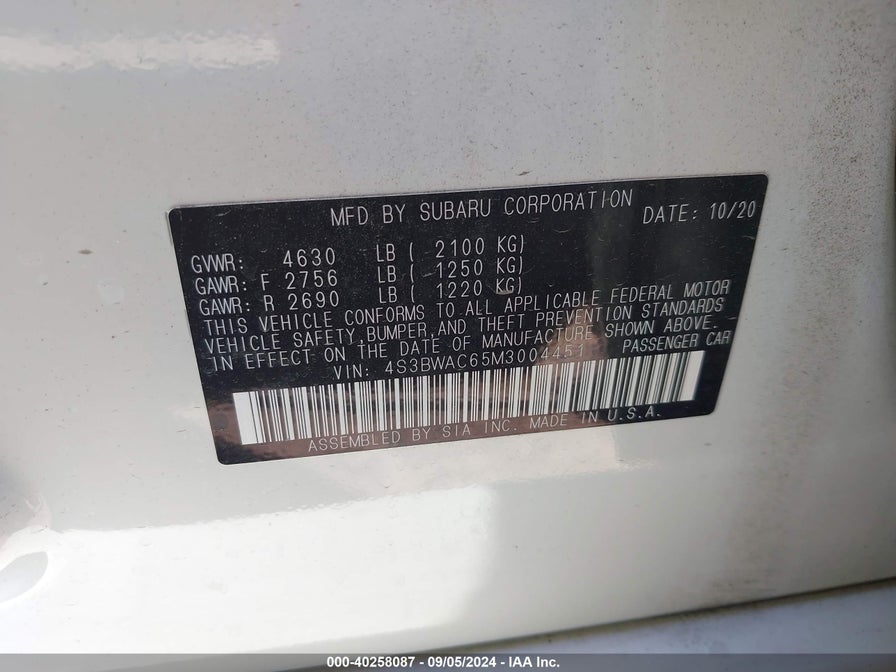 MFD BY SUBARU CORPORATION DATE: 10/20
GVWR: 4630 LB ( 2100 KG)
GAWR: F 2756 LB ( 1250 KG)
GAWR: R 2690 LB ( 1220 KG)
THIS VEHICLE CONFORMS TO ALL APPLICABLE FEDERAL MOTOR
VEHICLE SAFETY,BUMPER,AND THEFT PREVENTION STANDARDS
IN EFFECT ON THE DATE OF MANUFACTURE SHOWN ABOVE.
VIN: 4S3BWAC65M3004451 PASSENGER CAR
ASSEMBLED BY SIA INC. MADE IN U.S.A.
000-40258087 - 09/05/2024 - IAA Inc.